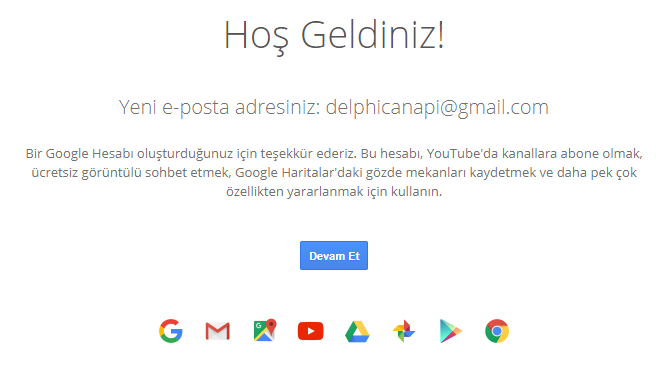 Hoş Geldiniz!
Yeni e-posta adresiniz: delphicanapi@gmail.com
Bir Google Hesabı oluşturduğunuz için teşekkür ederiz. Bu hesabı, YouTube'da kanallara abone olmak,
ücretsiz görüntülü sohbet etmek, Google Haritalar'daki gözde mekanları kaydetmek ve daha pek çok
özellikten yararlanmak için kullanın.
Devam Et